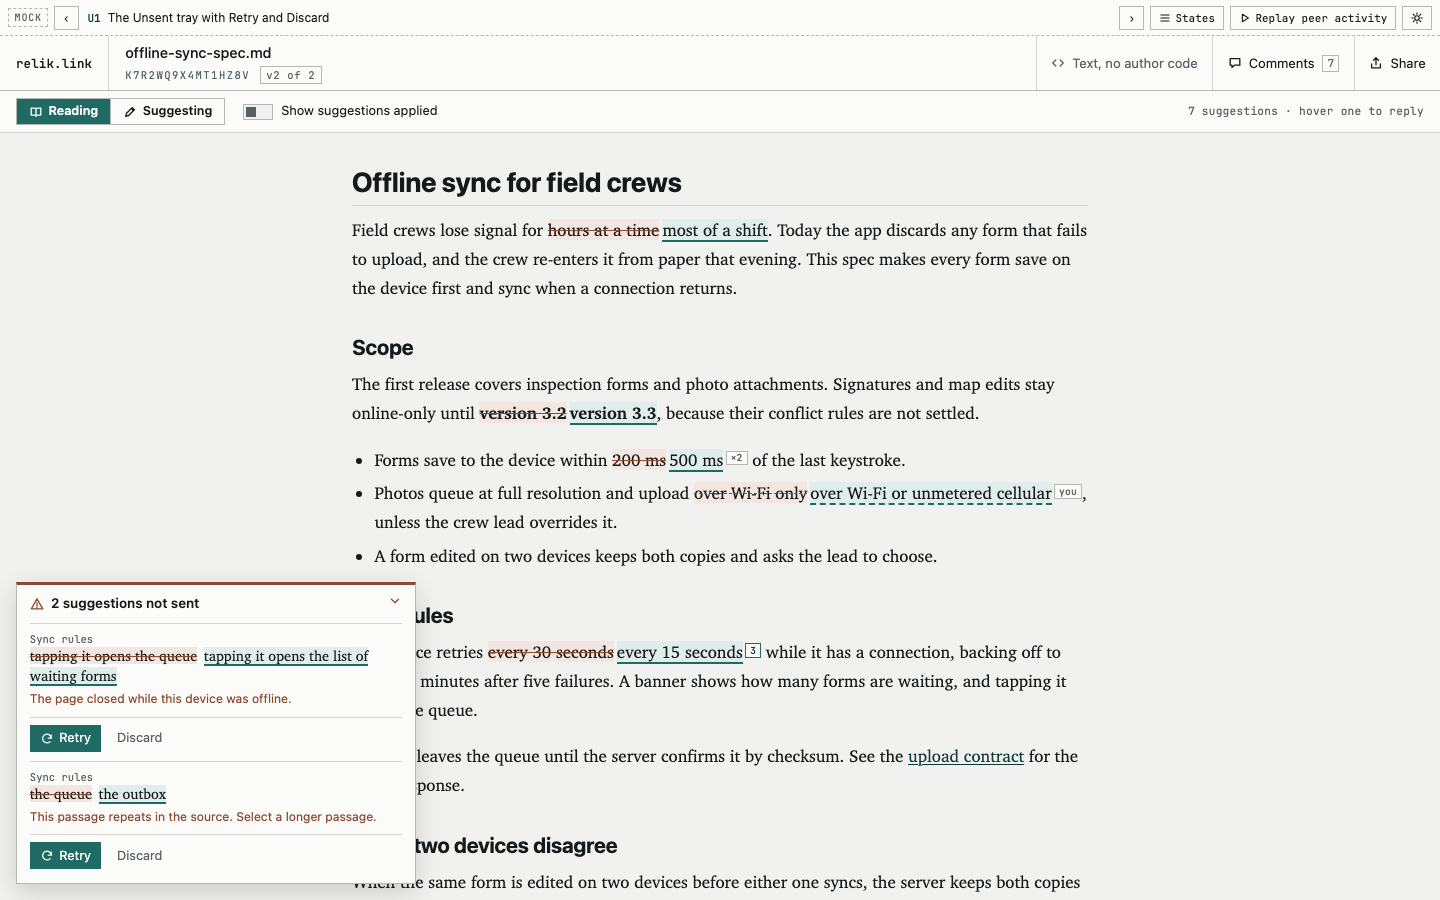 MOCK ‹ U1 The Unsent tray with Retry and Discard › States Replay peer activity
relik.link offline-sync-spec.md Text, no author code Comments 7 Share
K7R2WQ9X4MT1HZ8V v2 of 2
Reading Suggesting Show suggestions applied 7 suggestions · hover one to reply
Offline sync for field crews
Field crews lose signal for hours at a time most of a shift. Today the app discards any form that fails
to upload, and the crew re-enters it from paper that evening. This spec makes every form save on
the device first and sync when a connection returns.
Scope
The first release covers inspection forms and photo attachments. Signatures and map edits stay
online-only until version 3.2 version 3.3, because their conflict rules are not settled.
• Forms save to the device within 200 ms 500 ms ×2 of the last keystroke.
• Photos queue at full resolution and upload over Wi-Fi only over Wi-Fi or unmetered cellular you,
unless the crew lead overrides it.
• A form edited on two devices keeps both copies and asks the lead to choose.
ules
ce retries every 30 seconds every 15 seconds 3 while it has a connection, backing off to
minutes after five failures. A banner shows how many forms are waiting, and tapping it
e queue.
leaves the queue until the server confirms it by checksum. See the upload contract for the
ponse.
two devices disagree
When the same form is edited on two devices before either one syncs, the server keeps both copies
2 suggestions not sent
Sync rules
tapping it opens the queue tapping it opens the list of
waiting forms
The page closed while this device was offline.
Retry Discard
Sync rules
the queue the outbox
This passage repeats in the source. Select a longer passage.
Retry Discard